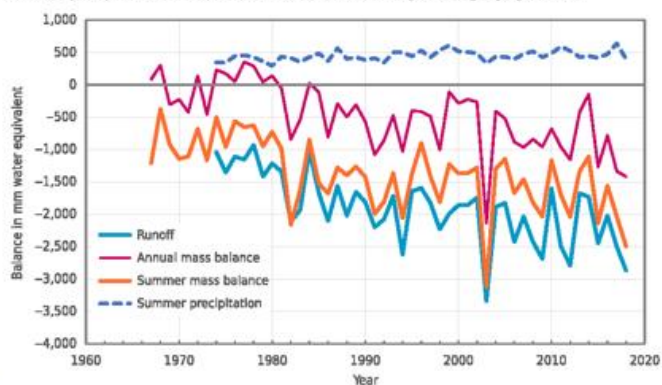 1,000
500
0
−500
−1,000
−1,500
−2,000
−2,500
−3,000
−3,500
−4,000
Balance in mm water equivalent
Runoff
Annual mass balance
Summer mass balance
Summer precipitation
1960 1970 1980 1990 2000 2010 2020
Year